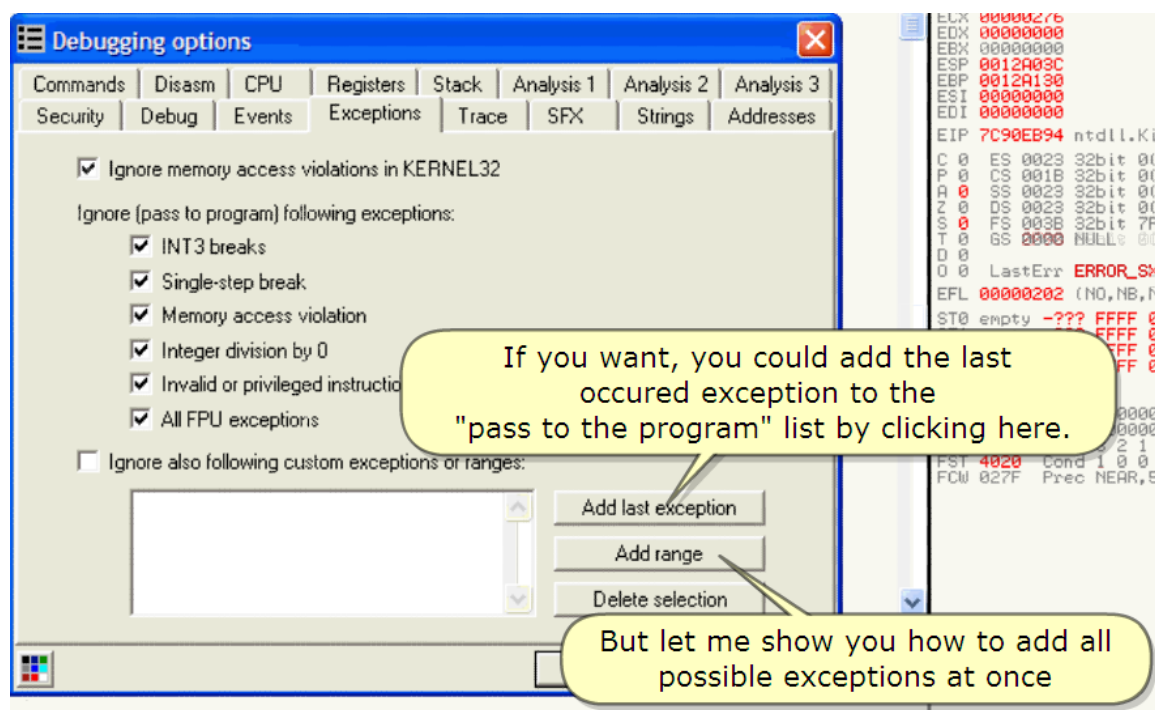 Debugging options
Commands Disasm CPU Registers Stack Analysis 1 Analysis 2 Analysis 3
Security Debug Events Exceptions Trace SFX Strings Addresses
Ignore memory access violations in KERNEL32
Ignore (pass to program) following exceptions:
INT3 breaks
Single-step break
Memory access violation
Integer division by 0
Invalid or privileged
All FPU exceptions
Ignore also following custom exceptions or ranges:
Add last exception
Add range
Delete selection
If you want, you could add the last
occured exception to the
"pass to the program" list by clicking here.
But let me show you how to add all
possible exceptions at once
ECX 00000276
EDX 00000000
EBX 00000000
ESP 0012A03C
EBP 0012A130
ESI 00000000
EDI 00000000
EIP 7C90EB94
C 0 ES 0023 32bit
P 0 CS 001B 32bit
A 0 SS 0023 32bit
Z 0 DS 0023 32bit
S 0 FS 003B 32bit
T 0 GS 0000 NULL
D 0
O 0 LastErr
EFL 00000202 (NO,NB,
ST0 empty -??? FFFF
FST 4020 Cond 1 0 0
FCW 027F Prec NEAR,